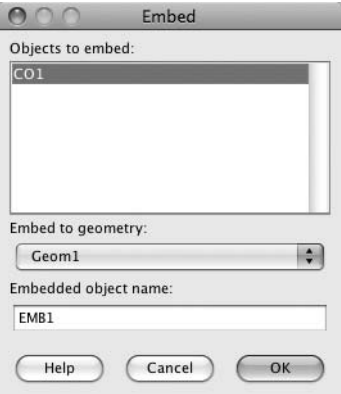 Embed
Objects to embed:
CO1
Embed to geometry:
Geom1
Embedded object name:
EMB1
Help Cancel OK